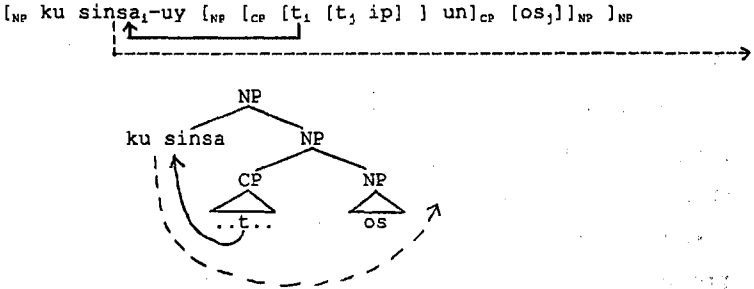 [NP ku sinsai-uy [NP [CP [ti [tj ip] ] un]CP [osj]]NP ]NP
NP
ku sinsa NP
CP NP
..t.. os